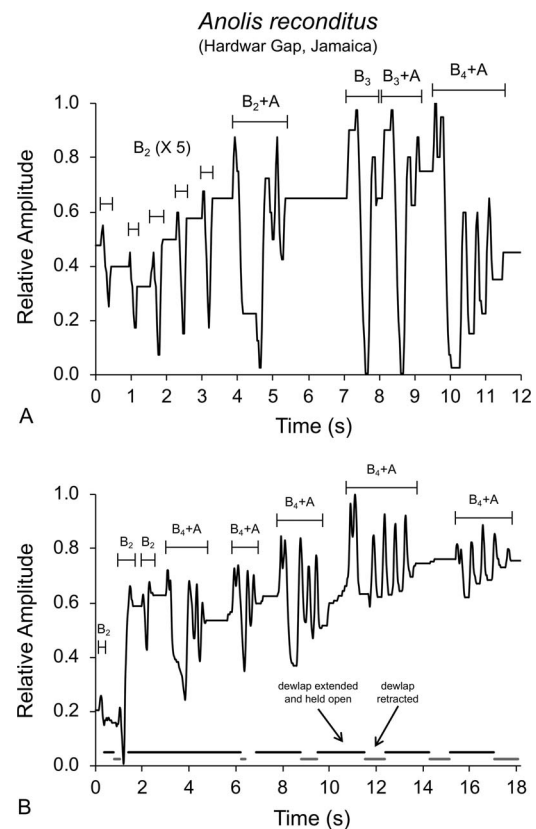 Anolis reconditus
(Hardwar Gap, Jamaica)
B₃ B₃+A B₄+A
B₂+A
B₂ (X 5)
1.0
0.8
0.6
0.4
0.2
0.0
Relative Amplitude
0 1 2 3 4 5 6 7 8 9 10 11 12
Time (s)
A
B₄+A
B₄+A B₄+A
B₂ B₂ B₄+A B₄+A
B₂
1.0
0.8
0.6
0.4
0.2
0.0
Relative Amplitude
dewlap extended
and held open
dewlap
retracted
0 2 4 6 8 10 12 14 16 18
Time (s)
B